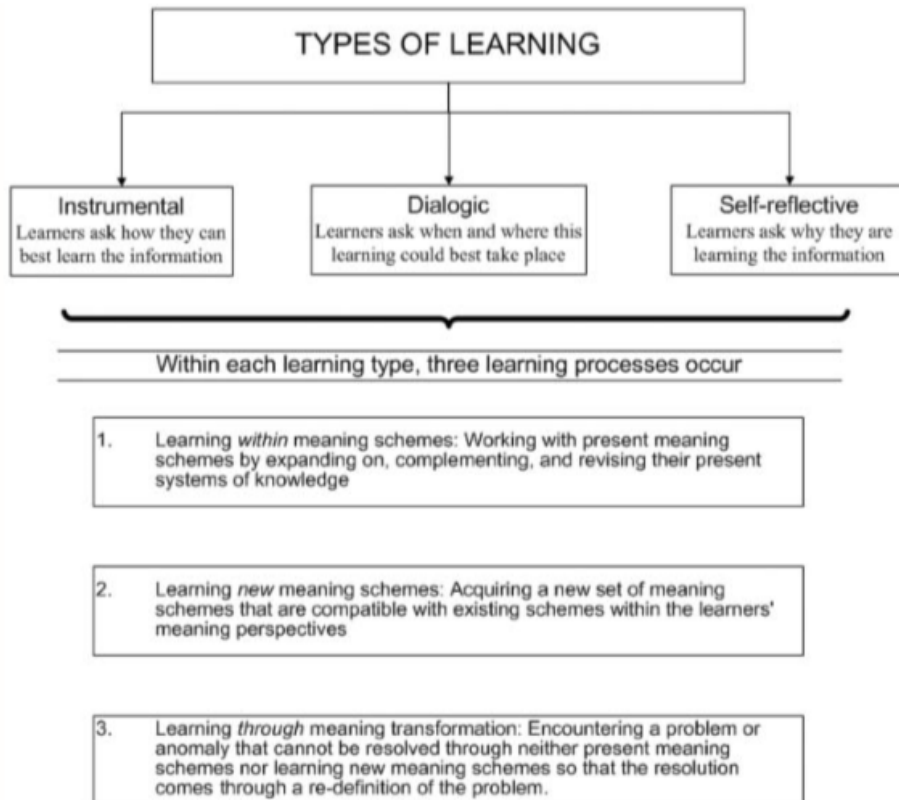 TYPES OF LEARNING
Instrumental
Learners ask how they can
best learn the information
Dialogic
Learners ask when and where this
learning could best take place
Self-reflective
Learners ask why they are
learning the information
Within each learning type, three learning processes occur
1. Learning within meaning schemes: Working with present meaning
schemes by expanding on, complementing, and revising their present
systems of knowledge
2. Learning new meaning schemes: Acquiring a new set of meaning
schemes that are compatible with existing schemes within the learners'
meaning perspectives
3. Learning through meaning transformation: Encountering a problem or
anomaly that cannot be resolved through neither present meaning
schemes nor learning new meaning schemes so that the resolution
comes through a re-definition of the problem.